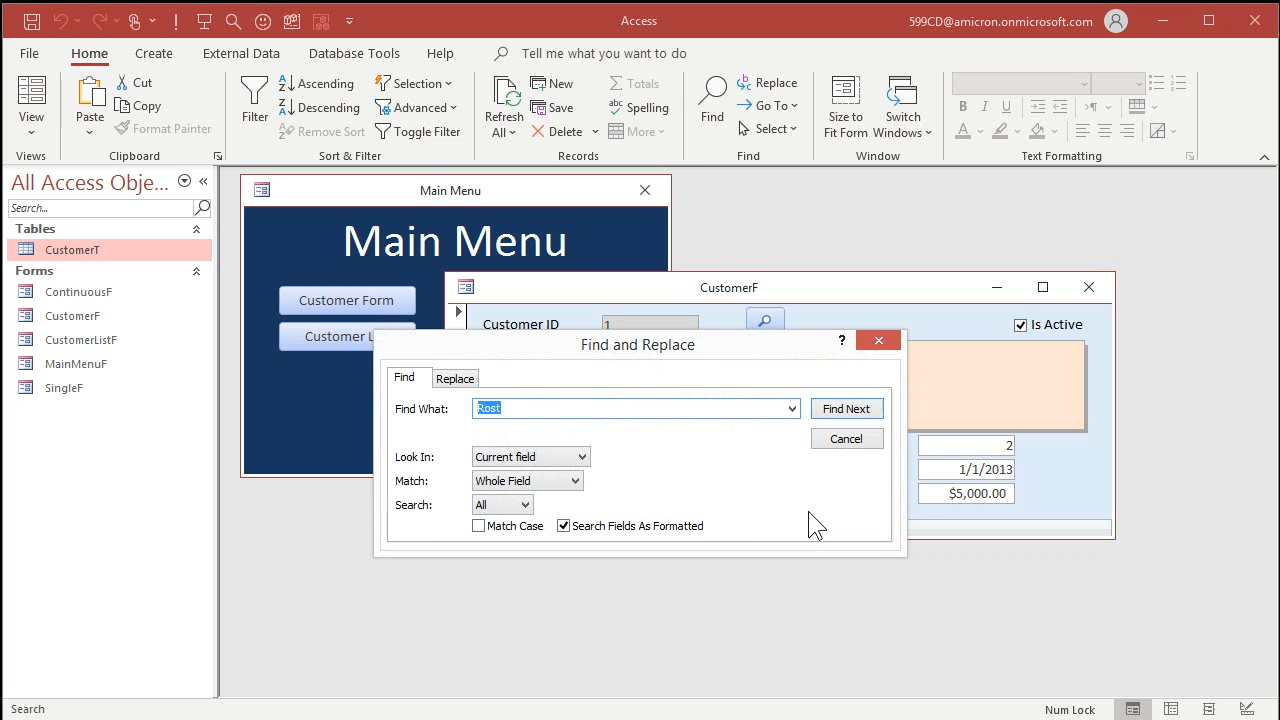 Access
599CD@amicron.onmicrosoft.com
File Home Create External Data Database Tools Help Tell me what you want to do
View
Views
Paste
Cut
Copy
Format Painter
Clipboard
Filter
Ascending
Descending
Remove Sort
Selection
Advanced
Toggle Filter
Sort & Filter
Refresh
All
New
Save
Delete
Totals
Spelling
More
Records
Find
Replace
Go To
Select
Find
Size to
Fit Form
Switch
Windows
Window
Text Formatting
All Access Obje...
Search...
Tables
CustomerT
Forms
ContinuousF
CustomerF
CustomerListF
MainMenuF
SingleF
Main Menu
Main Menu
Customer Form
Customer L
CustomerF
Customer ID 1
Is Active
2
1/1/2013
$5,000.00
Find and Replace
?
Find Replace
Find What: Rost Find Next
Cancel
Look In: Current field
Match: Whole Field
Search: All
Match Case Search Fields As Formatted
Search
Num Lock